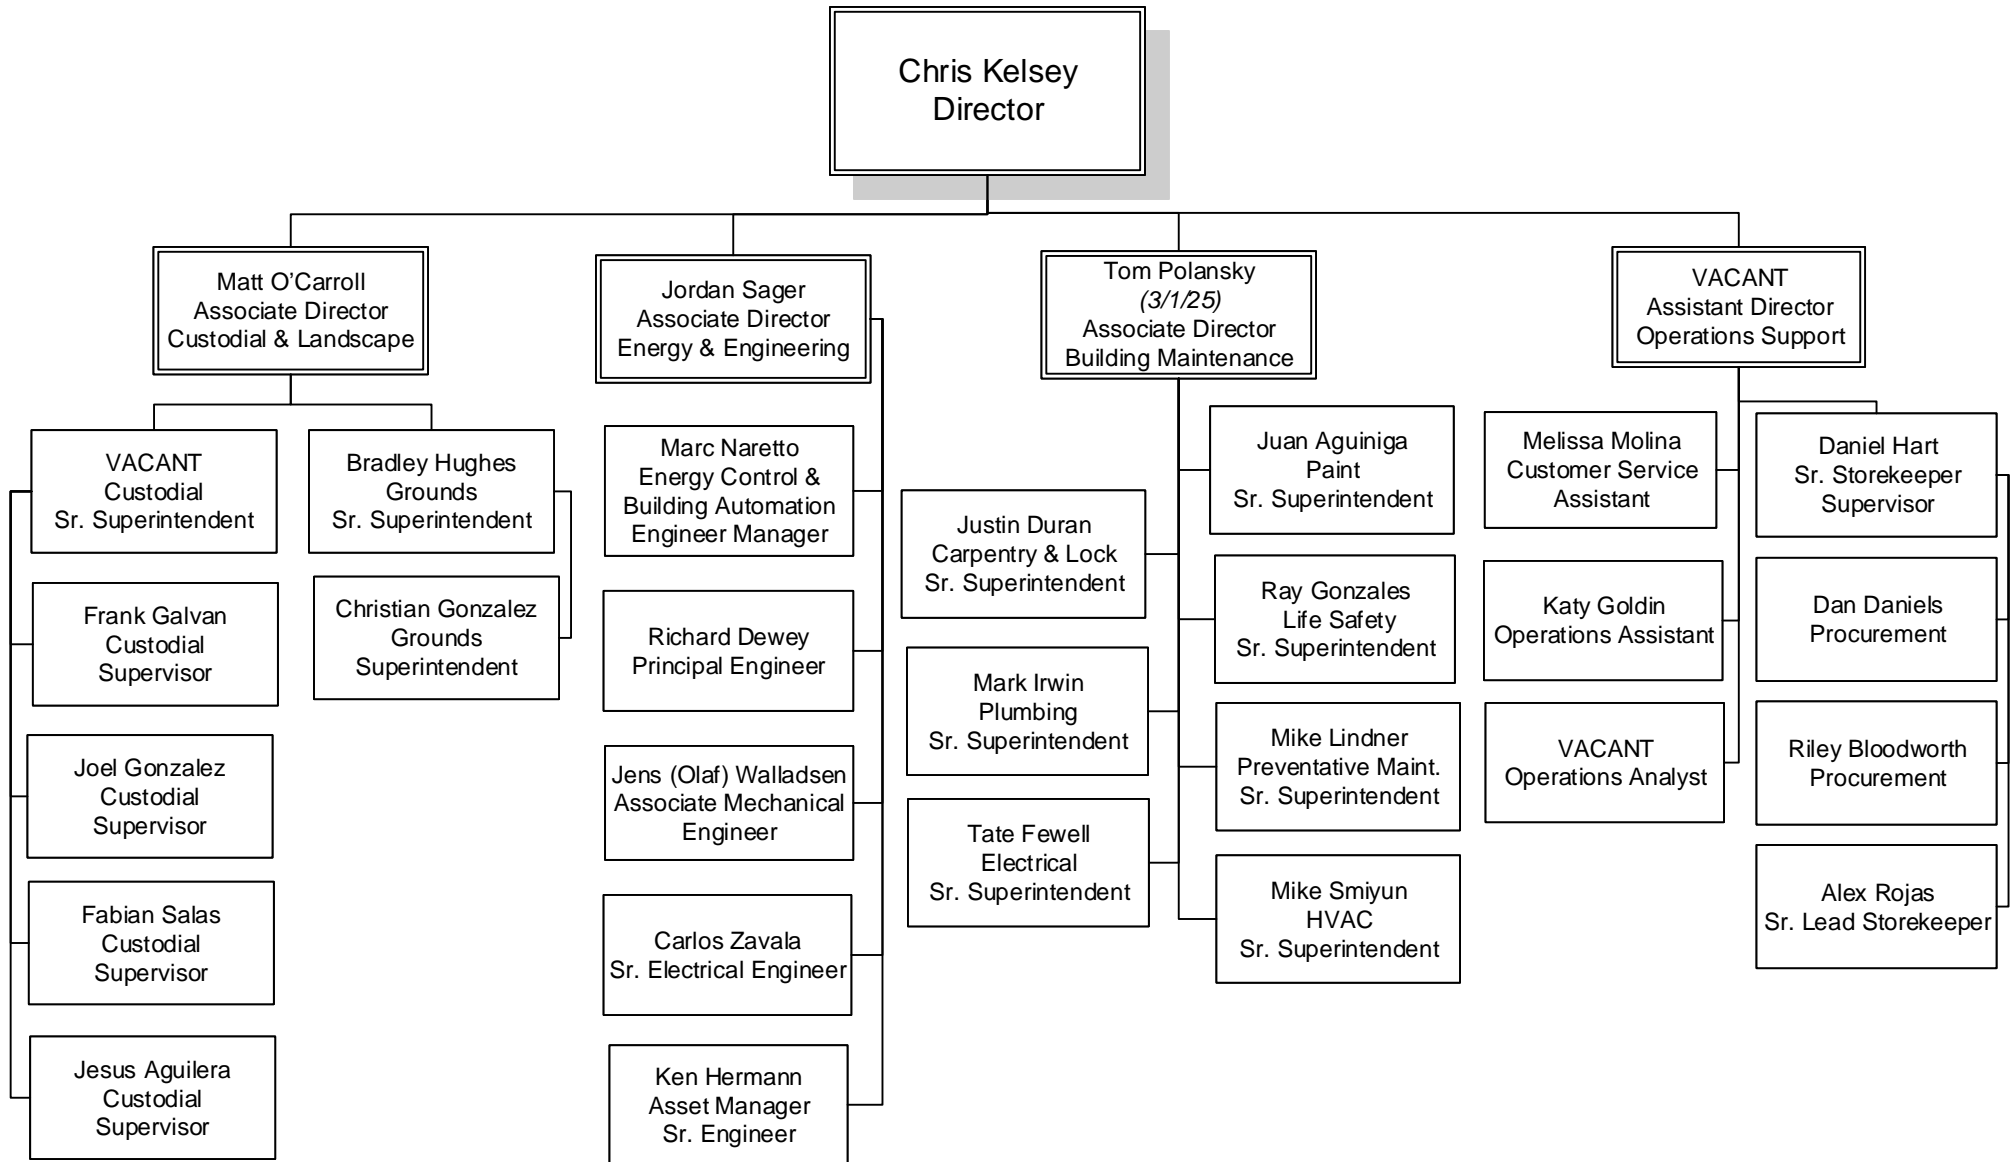 Chris Kelsey
Director
Matt O’Carroll
Associate Director
Custodial & Landscape
Jordan Sager
Associate Director
Energy & Engineering
Tom Polansky
(3/1/25)
Associate Director
Building Maintenance
VACANT
Assistant Director
Operations Support
VACANT
Custodial
Sr. Superintendent
Frank Galvan
Custodial
Supervisor
Joel Gonzalez
Custodial
Supervisor
Fabian Salas
Custodial
Supervisor
Jesus Aguilera
Custodial
Supervisor
Bradley Hughes
Grounds
Sr. Superintendent
Christian Gonzalez
Grounds
Superintendent
Marc Naretto
Energy Control &
Building Automation
Engineer Manager
Richard Dewey
Principal Engineer
Jens (Olaf) Walladsen
Associate Mechanical
Engineer
Carlos Zavala
Sr. Electrical Engineer
Ken Hermann
Asset Manager
Sr. Engineer
Justin Duran
Carpentry & Lock
Sr. Superintendent
Mark Irwin
Plumbing
Sr. Superintendent
Tate Fewell
Electrical
Sr. Superintendent
Juan Aguiniga
Paint
Sr. Superintendent
Ray Gonzales
Life Safety
Sr. Superintendent
Mike Lindner
Preventative Maint.
Sr. Superintendent
Mike Smiyun
HVAC
Sr. Superintendent
Melissa Molina
Customer Service
Assistant
Katy Goldin
Operations Assistant
VACANT
Operations Analyst
Daniel Hart
Sr. Storekeeper
Supervisor
Dan Daniels
Procurement
Riley Bloodworth
Procurement
Alex Rojas
Sr. Lead Storekeeper